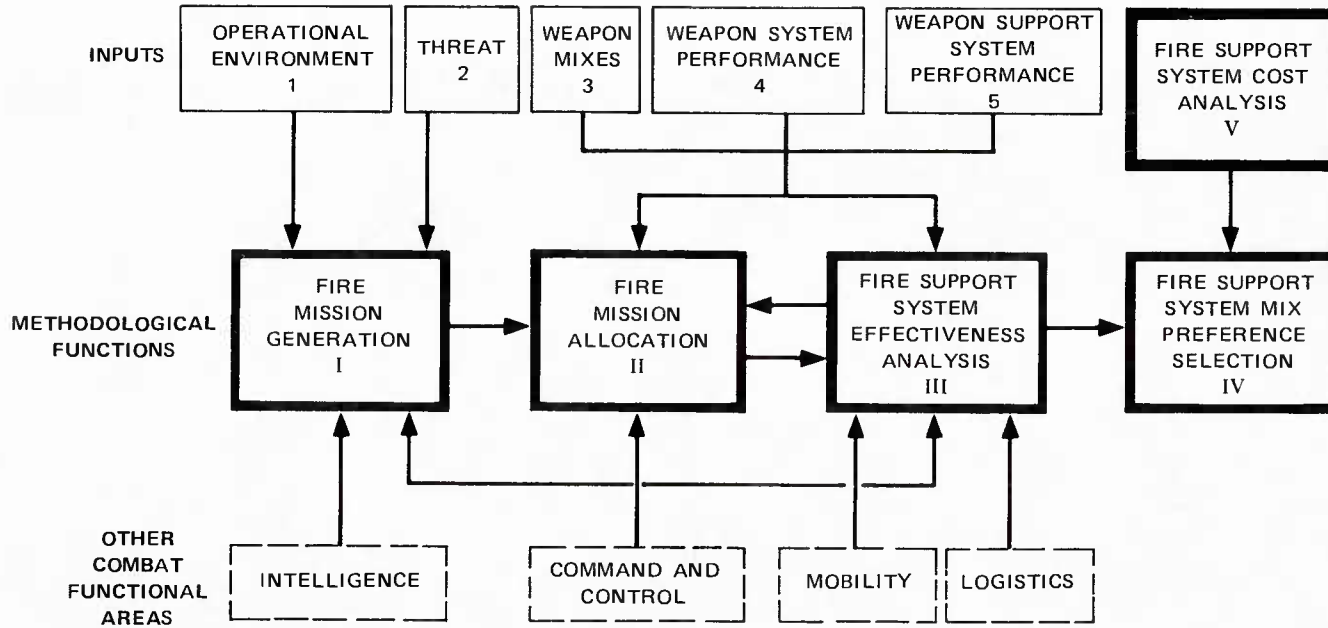 INPUTS
OPERATIONAL
ENVIRONMENT
1
THREAT
2
WEAPON
MIXES
3
WEAPON SYSTEM
PERFORMANCE
4
WEAPON SUPPORT
SYSTEM
PERFORMANCE
5
FIRE SUPPORT
SYSTEM COST
ANALYSIS
V
METHODOLOGICAL
FUNCTIONS
FIRE
MISSION
GENERATION
I
FIRE
MISSION
ALLOCATION
II
FIRE SUPPORT
SYSTEM
EFFECTIVENESS
ANALYSIS
III
FIRE SUPPORT
SYSTEM MIX
PREFERENCE
SELECTION
IV
OTHER
COMBAT
FUNCTIONAL
AREAS
INTELLIGENCE
COMMAND AND
CONTROL
MOBILITY
LOGISTICS